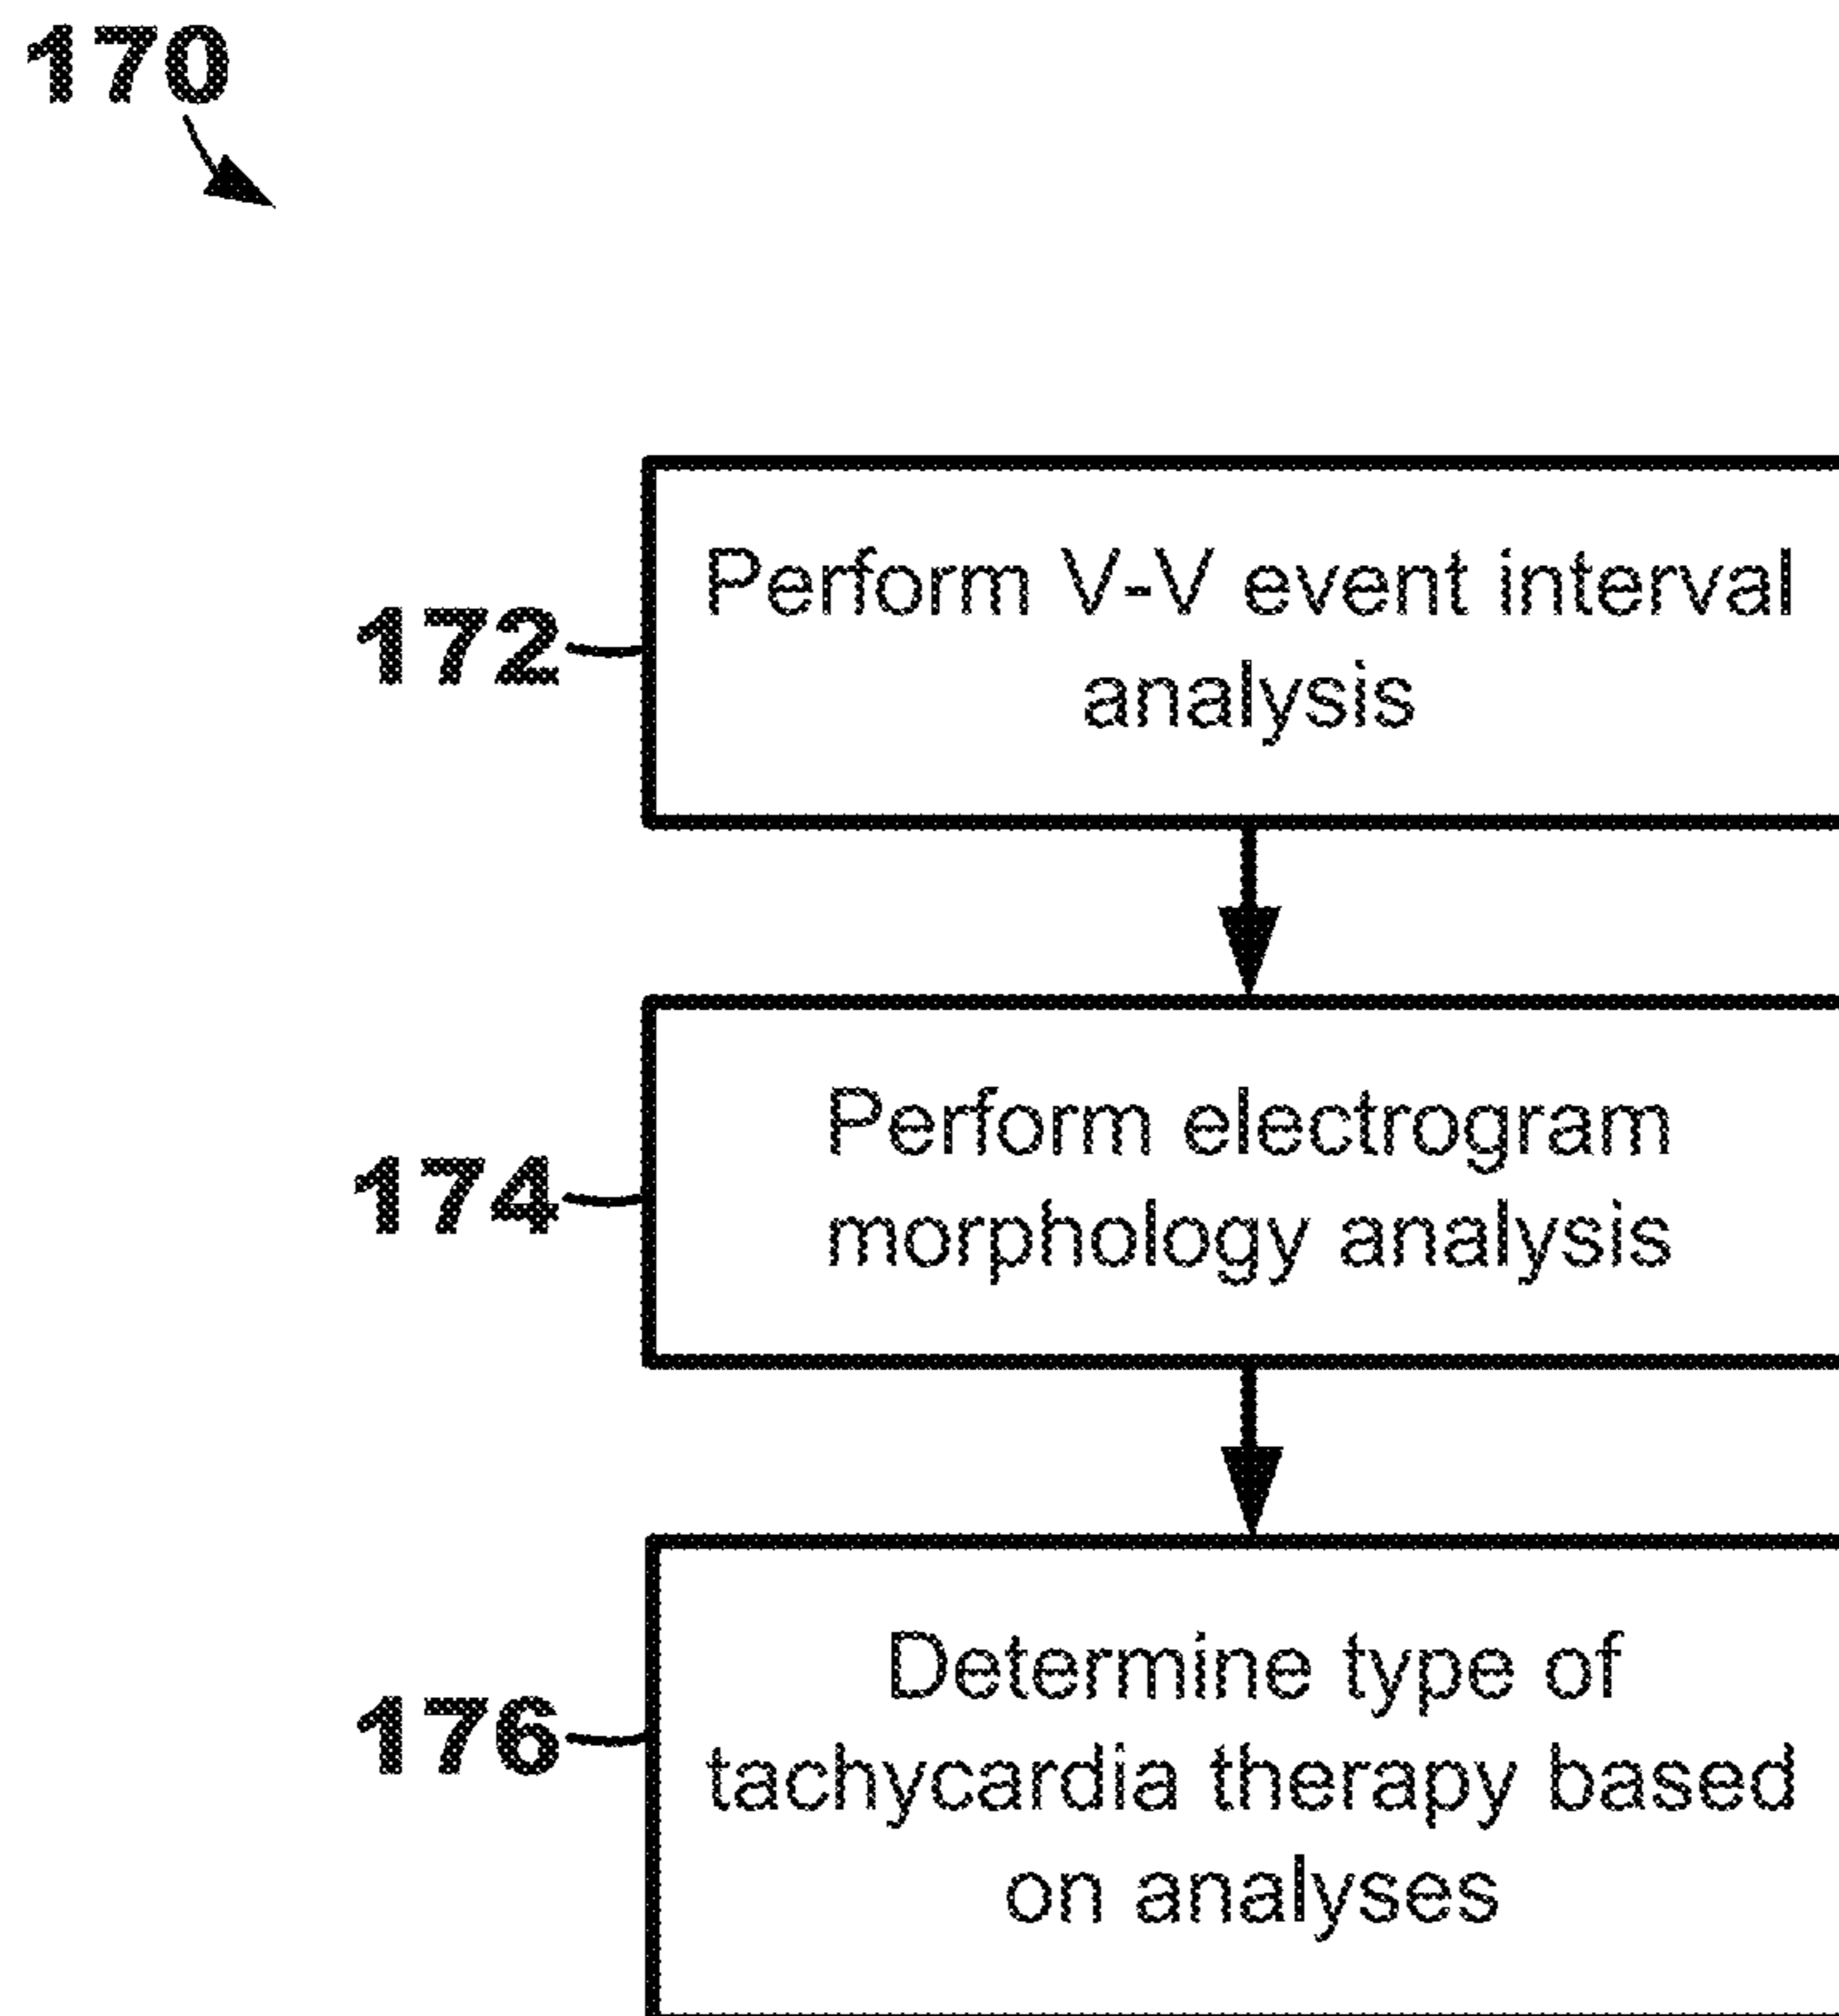 170
172
Perform V-V event interval
analysis
174
Perform electrogram
morphology analysis
176
Determine type of
tachycardia therapy based
on analyses